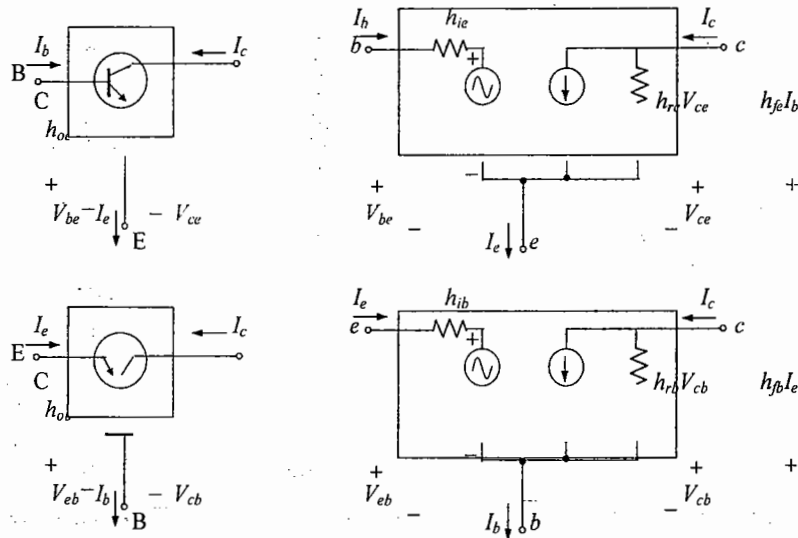 I_b I_c
B
C
h_oe
+ +
V_be − I_e − V_ce
E
I_h h_ie I_c
b + c
h_re V_ce h_fe I_b
−
+ + +
V_be V_ce
− −
I_e e
I_e I_c
E
C
h_ob
+ +
V_eb − I_b − V_cb
B
I_e h_ib I_c
e + c
h_rb V_cb h_fb I_e
−
+ + +
V_eb V_cb
− −
I_b b